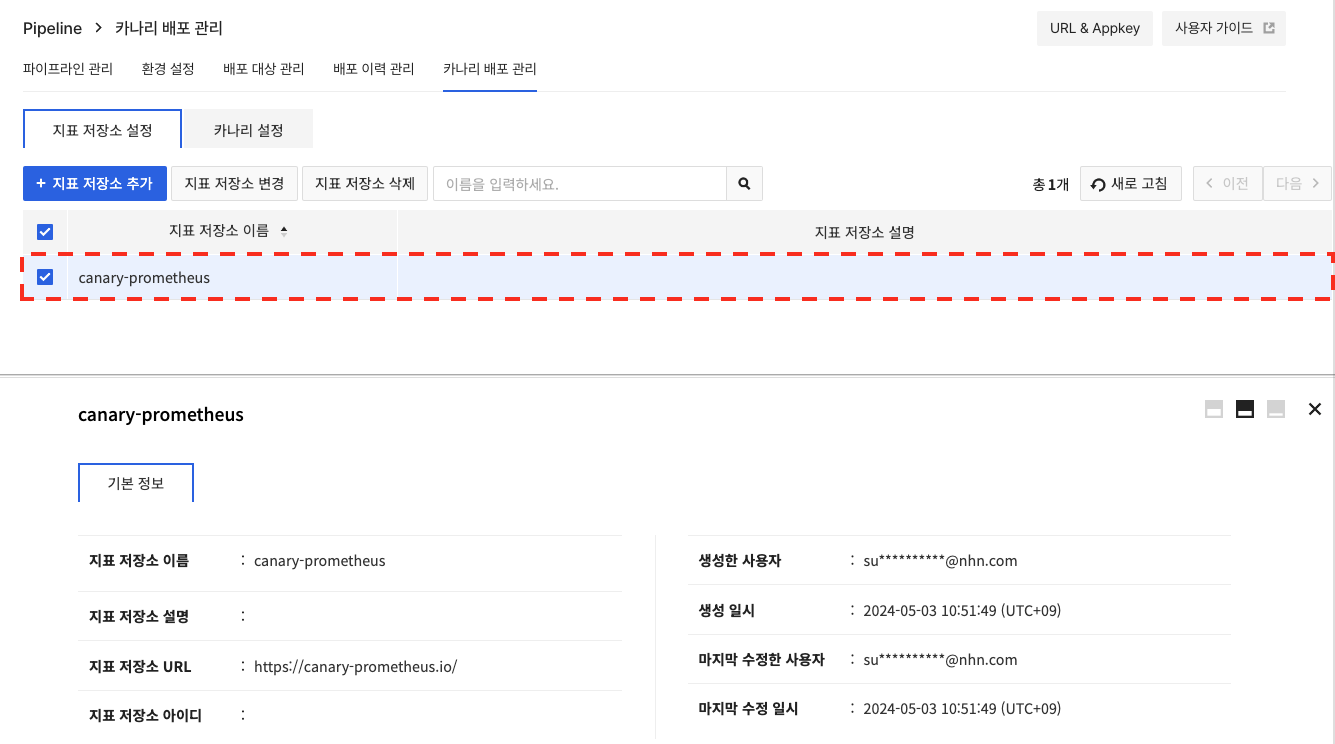 Pipeline > 카나리 배포 관리
URL & Appkey
사용자 가이드
파이프라인 관리
환경 설정
배포 대상 관리
배포 이력 관리
카나리 배포 관리
지표 저장소 설정
카나리 설정
+ 지표 저장소 추가
지표 저장소 변경
지표 저장소 삭제
이름을 입력하세요.
총 1개
새로 고침
< 이전
다음 >
지표 저장소 이름
지표 저장소 설명
canary-prometheus
canary-prometheus
기본 정보
지표 저장소 이름 : canary-prometheus
지표 저장소 설명 :
지표 저장소 URL : https://canary-prometheus.io/
지표 저장소 아이디 :
생성한 사용자 : su**********@nhn.com
생성 일시 : 2024-05-03 10:51:49 (UTC+09)
마지막 수정한 사용자 : su**********@nhn.com
마지막 수정 일시 : 2024-05-03 10:51:49 (UTC+09)